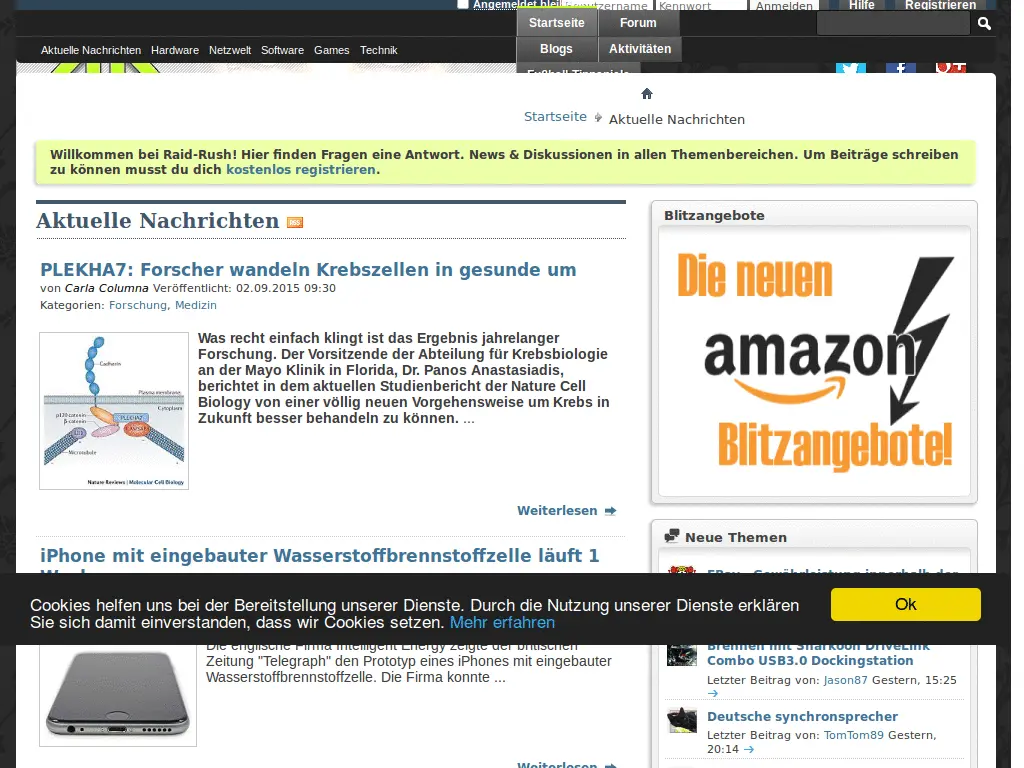 Angemeldet blei
Benutzername
Kennwort
Anmelden
Hilfe
Registrieren
Startseite
Forum
Blogs
Aktivitäten
Aktuelle Nachrichten Hardware Netzwelt Software Games Technik
Startseite
Aktuelle Nachrichten
Willkommen bei Raid-Rush! Hier finden Fragen eine Antwort. News & Diskussionen in allen Themenbereichen. Um Beiträge schreiben
zu können musst du dich kostenlos registrieren.
Aktuelle Nachrichten
PLEKHA7: Forscher wandeln Krebszellen in gesunde um
von Carla Columna Veröffentlicht: 02.09.2015 09:30
Kategorien: Forschung, Medizin
Cadherin
Plasma membrane
Cytoplasm
p120 catenin
PLEKHA7
β-catenin
Microtubule
Nature Reviews | Molecular Cell Biology
Was recht einfach klingt ist das Ergebnis jahrelanger
Forschung. Der Vorsitzende der Abteilung für Krebsbiologie
an der Mayo Klinik in Florida, Dr. Panos Anastasiadis,
berichtet in dem aktuellen Studienbericht der Nature Cell
Biology von einer völlig neuen Vorgehensweise um Krebs in
Zukunft besser behandeln zu können. ...
Weiterlesen
iPhone mit eingebauter Wasserstoffbrennstoffzelle läuft 1
Die englische Firma Intelligent Energy zeigte der britischen
Zeitung "Telegraph" den Prototyp eines iPhones mit eingebauter
Wasserstoffbrennstoffzelle. Die Firma konnte ...
Weiterlesen
Blitzangebote
Die neuen
amazon
Blitzangebote!
Neue Themen
EBay - Gewährleistung innerhalb der
Brennen mit Sharkoon DriveLink
Combo USB3.0 Dockingstation
Letzter Beitrag von: Jason87 Gestern, 15:25
Deutsche synchronsprecher
Letzter Beitrag von: TomTom89 Gestern,
20:14
Cookies helfen uns bei der Bereitstellung unserer Dienste. Durch die Nutzung unserer Dienste erklären
Sie sich damit einverstanden, dass wir Cookies setzen. Mehr erfahren
Ok